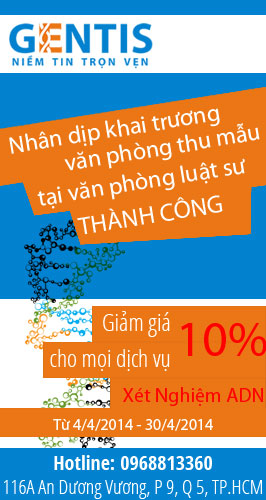 GENTIS
NIỀM TIN TRỌN VẸN
Nhân dịp khai trương
văn phòng thu mẫu
tại văn phòng luật sư
THÀNH CÔNG
Giảm giá
10%
cho mọi dịch vụ
Xét Nghiệm ADN
Từ 4/4/2014 - 30/4/2014
Hotline: 0968813360
116A An Dương Vương, P 9, Q 5, TP.HCM